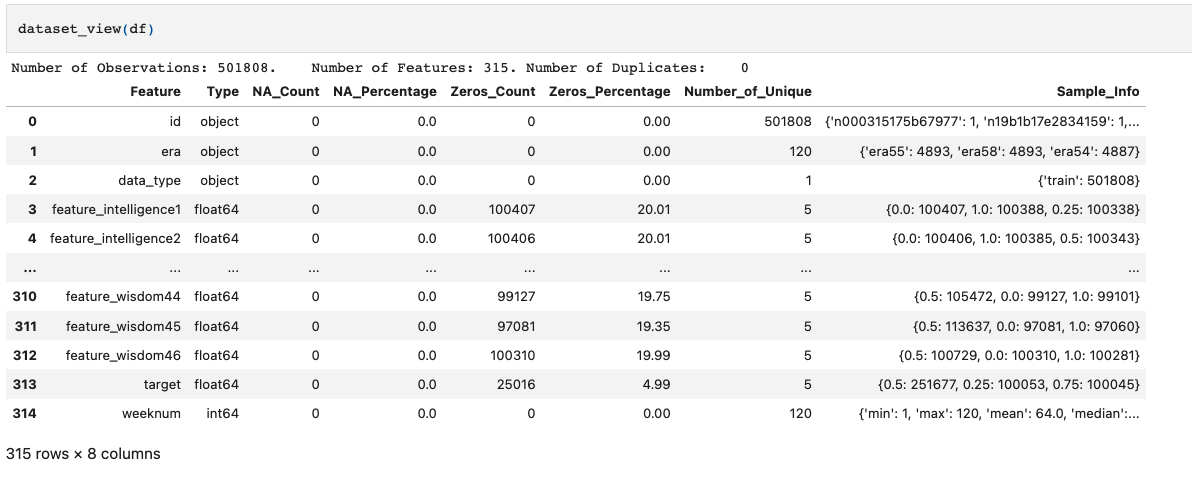 dataset_view(df)
Number of Observations: 501808. Number of Features: 315. Number of Duplicates: 0
Feature Type NA_Count NA_Percentage Zeros_Count Zeros_Percentage Number_of_Unique Sample_Info
0 id object 0 0.0 0 0.00 501808 {'n000315175b67977': 1, 'n19b1b17e2834159': 1,...
1 era object 0 0.0 0 0.00 120 {'era55': 4893, 'era58': 4893, 'era54': 4887}
2 data_type object 0 0.0 0 0.00 1 {'train': 501808}
3 feature_intelligence1 float64 0 0.0 100407 20.01 5 {0.0: 100407, 1.0: 100388, 0.25: 100338}
4 feature_intelligence2 float64 0 0.0 100406 20.01 5 {0.0: 100406, 1.0: 100385, 0.5: 100343}
... ... ... ... ... ... ... ... ...
310 feature_wisdom44 float64 0 0.0 99127 19.75 5 {0.5: 105472, 0.0: 99127, 1.0: 99101}
311 feature_wisdom45 float64 0 0.0 97081 19.35 5 {0.5: 113637, 0.0: 97081, 1.0: 97060}
312 feature_wisdom46 float64 0 0.0 100310 19.99 5 {0.5: 100729, 0.0: 100310, 1.0: 100281}
313 target float64 0 0.0 25016 4.99 5 {0.5: 251677, 0.25: 100053, 0.75: 100045}
314 weeknum int64 0 0.0 0 0.00 120 {'min': 1, 'max': 120, 'mean': 64.0, 'median':...
315 rows × 8 columns